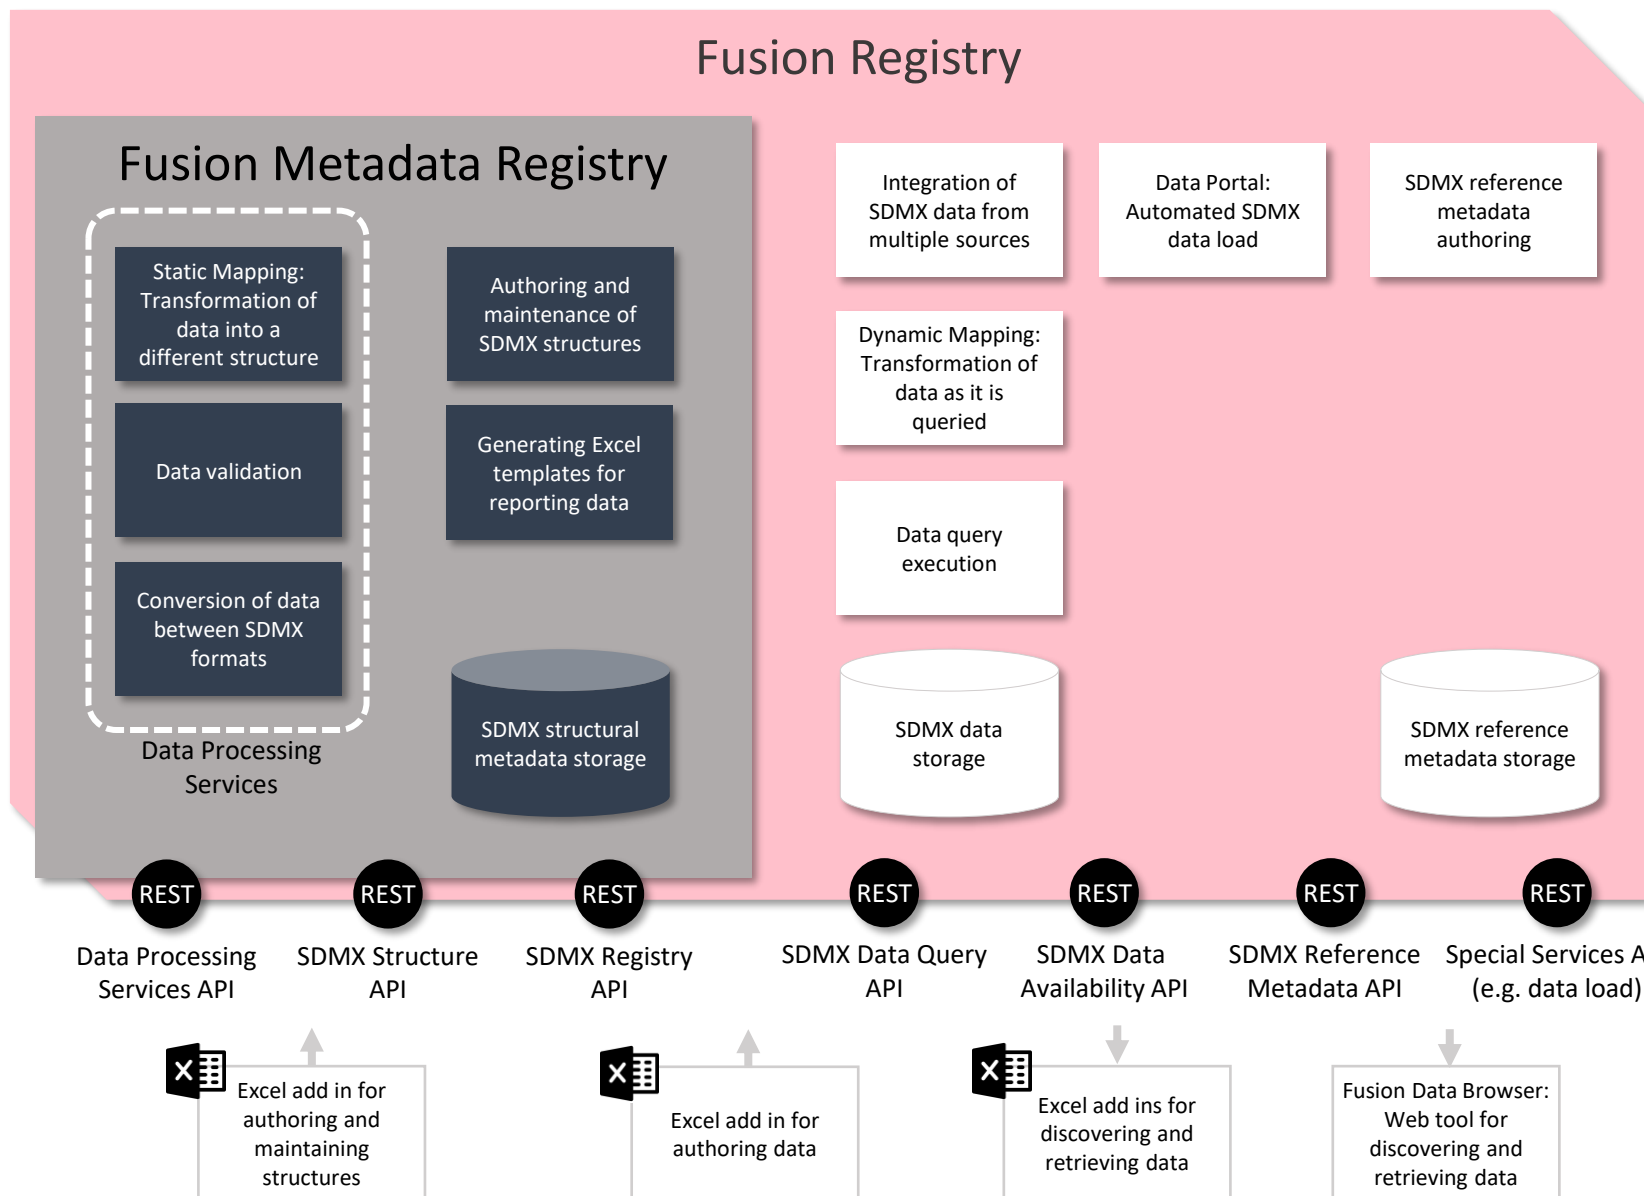 Fusion Registry
Fusion Metadata Registry
Static Mapping:
Transformation of
data into a
different structure
Data validation
Conversion of data
between SDMX
formats
Data Processing
Services
Authoring and
maintenance of
SDMX structures
Generating Excel
templates for
reporting data
SDMX structural
metadata storage
Integration of
SDMX data from
multiple sources
Dynamic Mapping:
Transformation of
data as it is
queried
Data query
execution
SDMX data
storage
Data Portal:
Automated SDMX
data load
SDMX reference
metadata
authoring
SDMX reference
metadata storage
REST
Data Processing
Services API
REST
SDMX Structure
API
REST
SDMX Registry
API
REST
SDMX Data Query
API
REST
SDMX Data
Availability API
REST
SDMX Reference
Metadata API
REST
Special Services
(e.g. data load)
X
Excel add in for
authoring and
maintaining
structures
X
Excel add in for
authoring data
X
Excel add ins for
discovering and
retrieving data
Fusion Data Browser:
Web tool for
discovering and
retrieving data